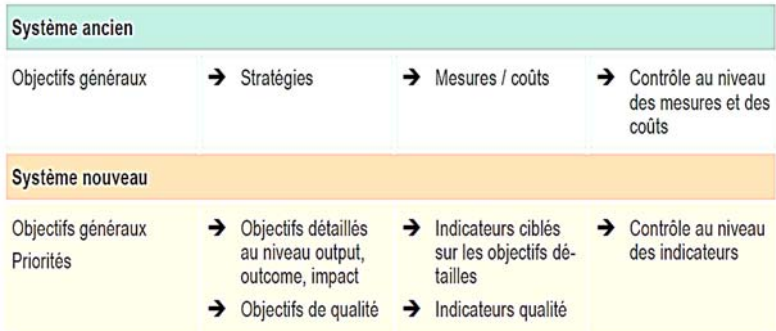 Système ancien
Objectifs généraux
➔ Stratégies
➔ Mesures / coûts
➔ Contrôle au niveau
des mesures et des
coûts
Système nouveau
Objectifs généraux
Priorités
➔ Objectifs détaillés
au niveau output,
outcome, impact
➔ Objectifs de qualité
➔ Indicateurs ciblés
sur les objectifs dé-
tailles
➔ Indicateurs qualité
➔ Contrôle au niveau
des indicateurs